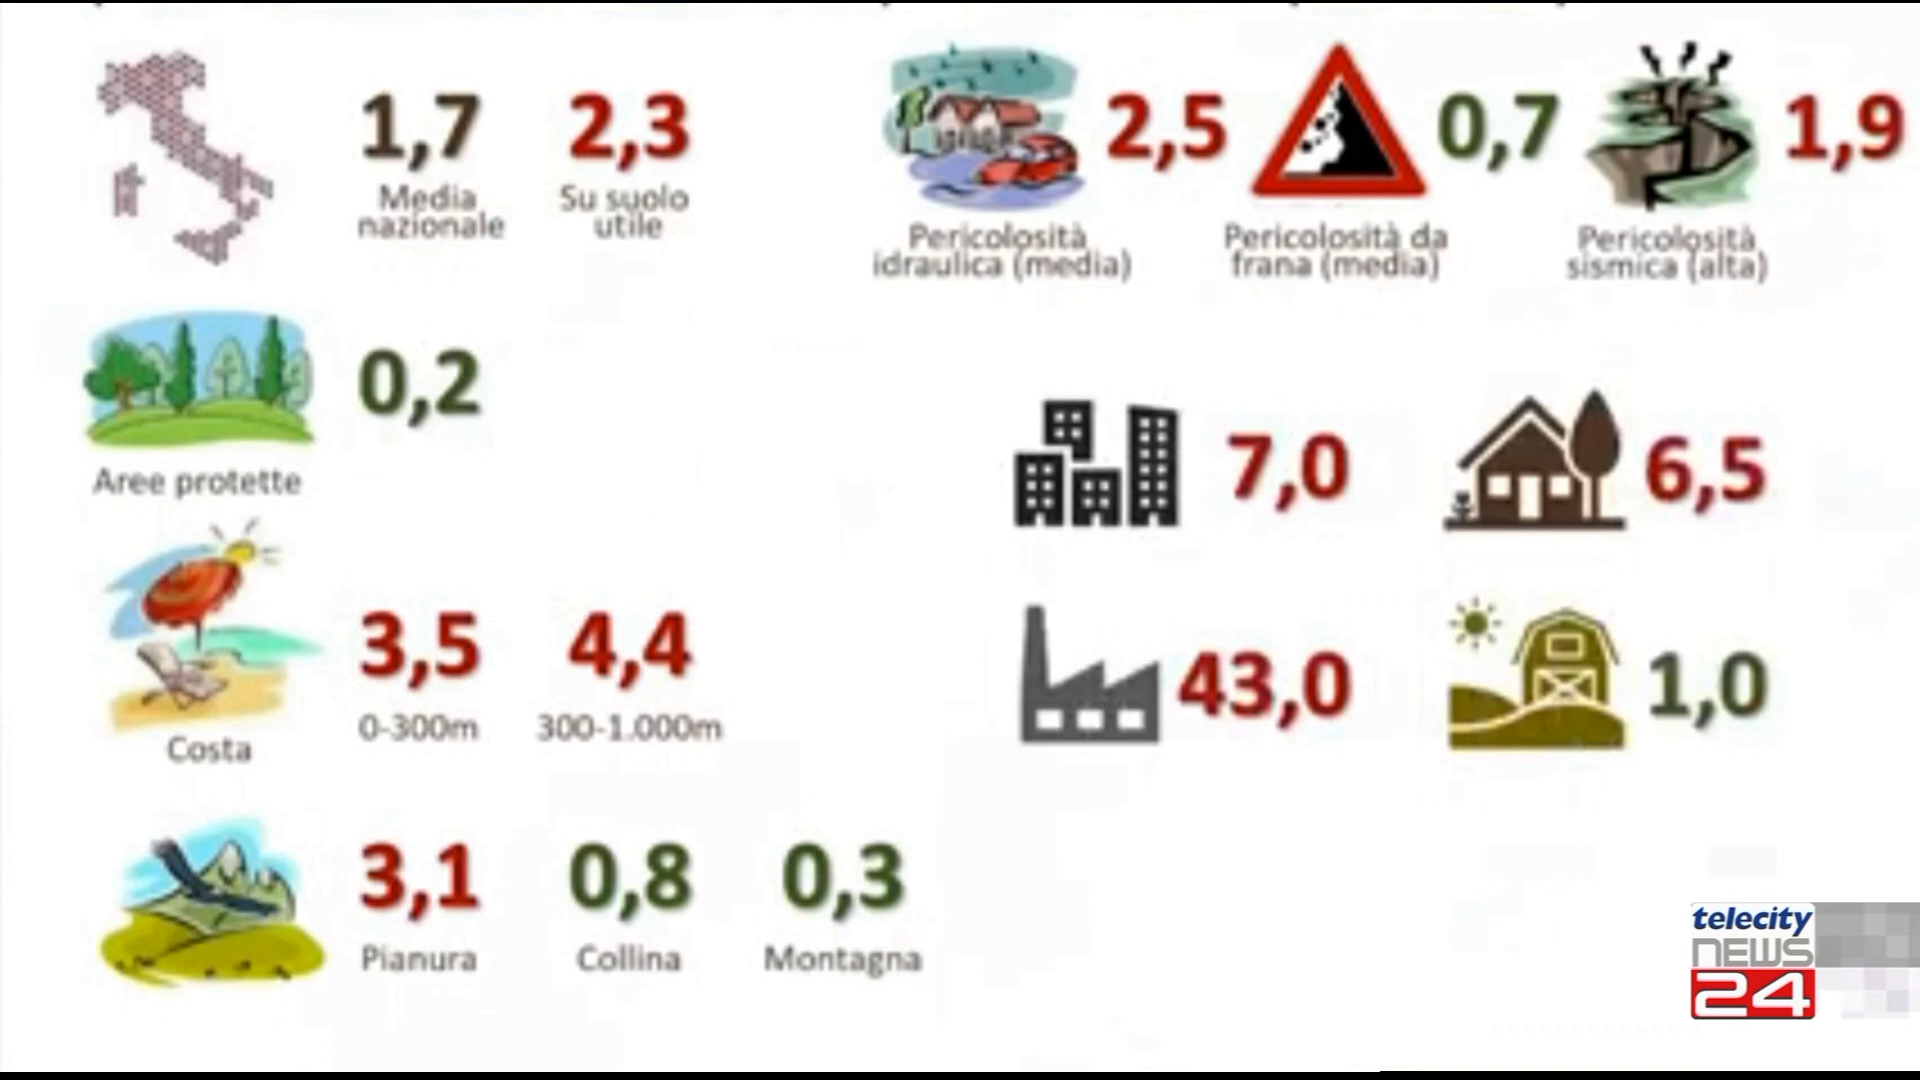 1,7
Media
nazionale
2,3
Su suolo
utile
2,5
Pericolosità
idraulica (media)
0,7
Pericolosità da
frana (media)
1,9
Pericolosità
sismica (alta)
0,2
Aree protette
7,0
6,5
3,5
0-300m
4,4
300-1.000m
Costa
43,0
1,0
3,1
Pianura
0,8
Collina
0,3
Montagna
telecity
NEWS
24